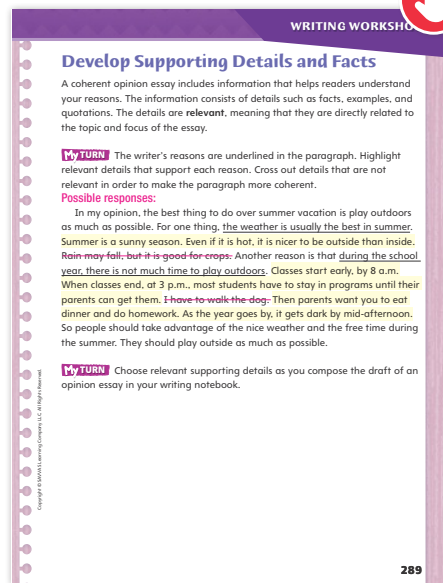 WRITING WORKSHO
Develop Supporting Details and Facts
A coherent opinion essay includes information that helps readers understand
your reasons. The information consists of details such as facts, examples, and
quotations. The details are relevant, meaning that they are directly related to
the topic and focus of the essay.
My TURN The writer's reasons are underlined in the paragraph. Highlight
relevant details that support each reason. Cross out details that are not
relevant in order to make the paragraph more coherent.
Possible responses:
In my opinion, the best thing to do over summer vacation is play outdoors
as much as possible. For one thing, the weather is usually the best in summer.
Summer is a sunny season. Even if it is hot, it is nicer to be outside than inside.
Rain may fall, but it is good for crops. Another reason is that during the school
year, there is not much time to play outdoors. Classes start early, by 8 a.m.
When classes end, at 3 p.m., most students have to stay in programs until their
parents can get them. I have to walk the dog. Then parents want you to eat
dinner and do homework. As the year goes by, it gets dark by mid-afternoon.
So people should take advantage of the nice weather and the free time during
the summer. They should play outside as much as possible.
My TURN Choose relevant supporting details as you compose the draft of an
opinion essay in your writing notebook.
Copyright © SAVVAS Learning Company LLC. All Rights Reserved.
289